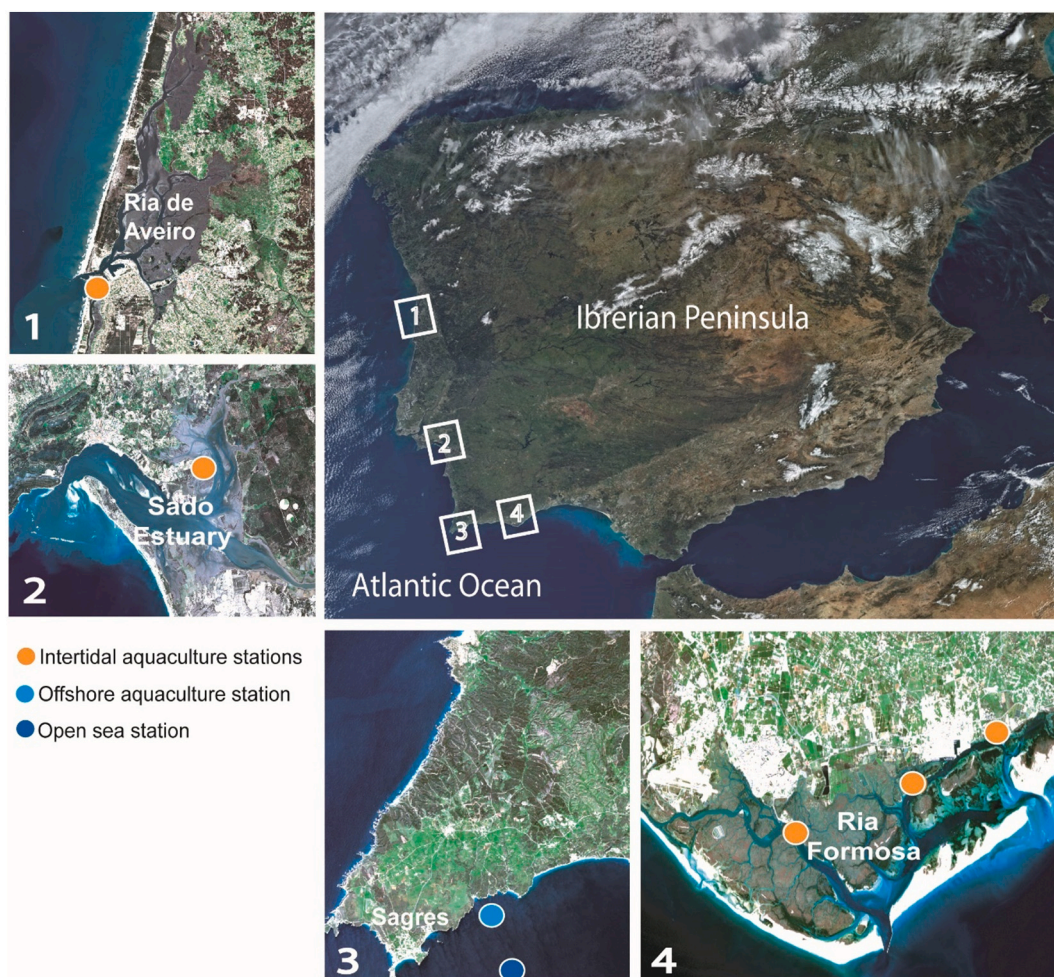 Ria de
Aveiro
1
Sado
Estuary
2
1
2
3
4
Ibrerian Peninsula
Atlantic Ocean
Intertidal aquaculture stations
Offshore aquaculture station
Open sea station
Sagres
3
Ria
Formosa
4